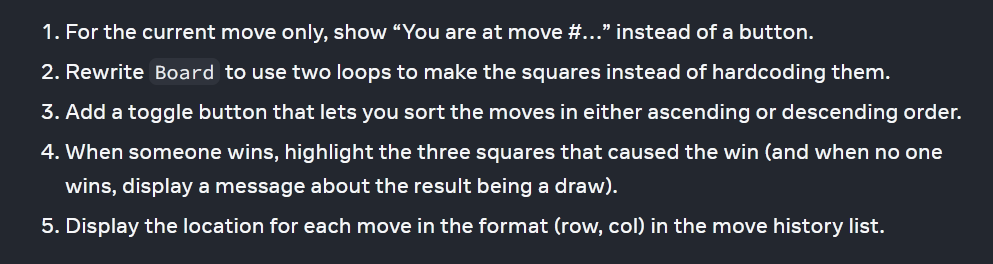 1. For the current move only, show “You are at move #…” instead of a button.
2. Rewrite Board to use two loops to make the squares instead of hardcoding them.
3. Add a toggle button that lets you sort the moves in either ascending or descending order.
4. When someone wins, highlight the three squares that caused the win (and when no one
wins, display a message about the result being a draw).
5. Display the location for each move in the format (row, col) in the move history list.